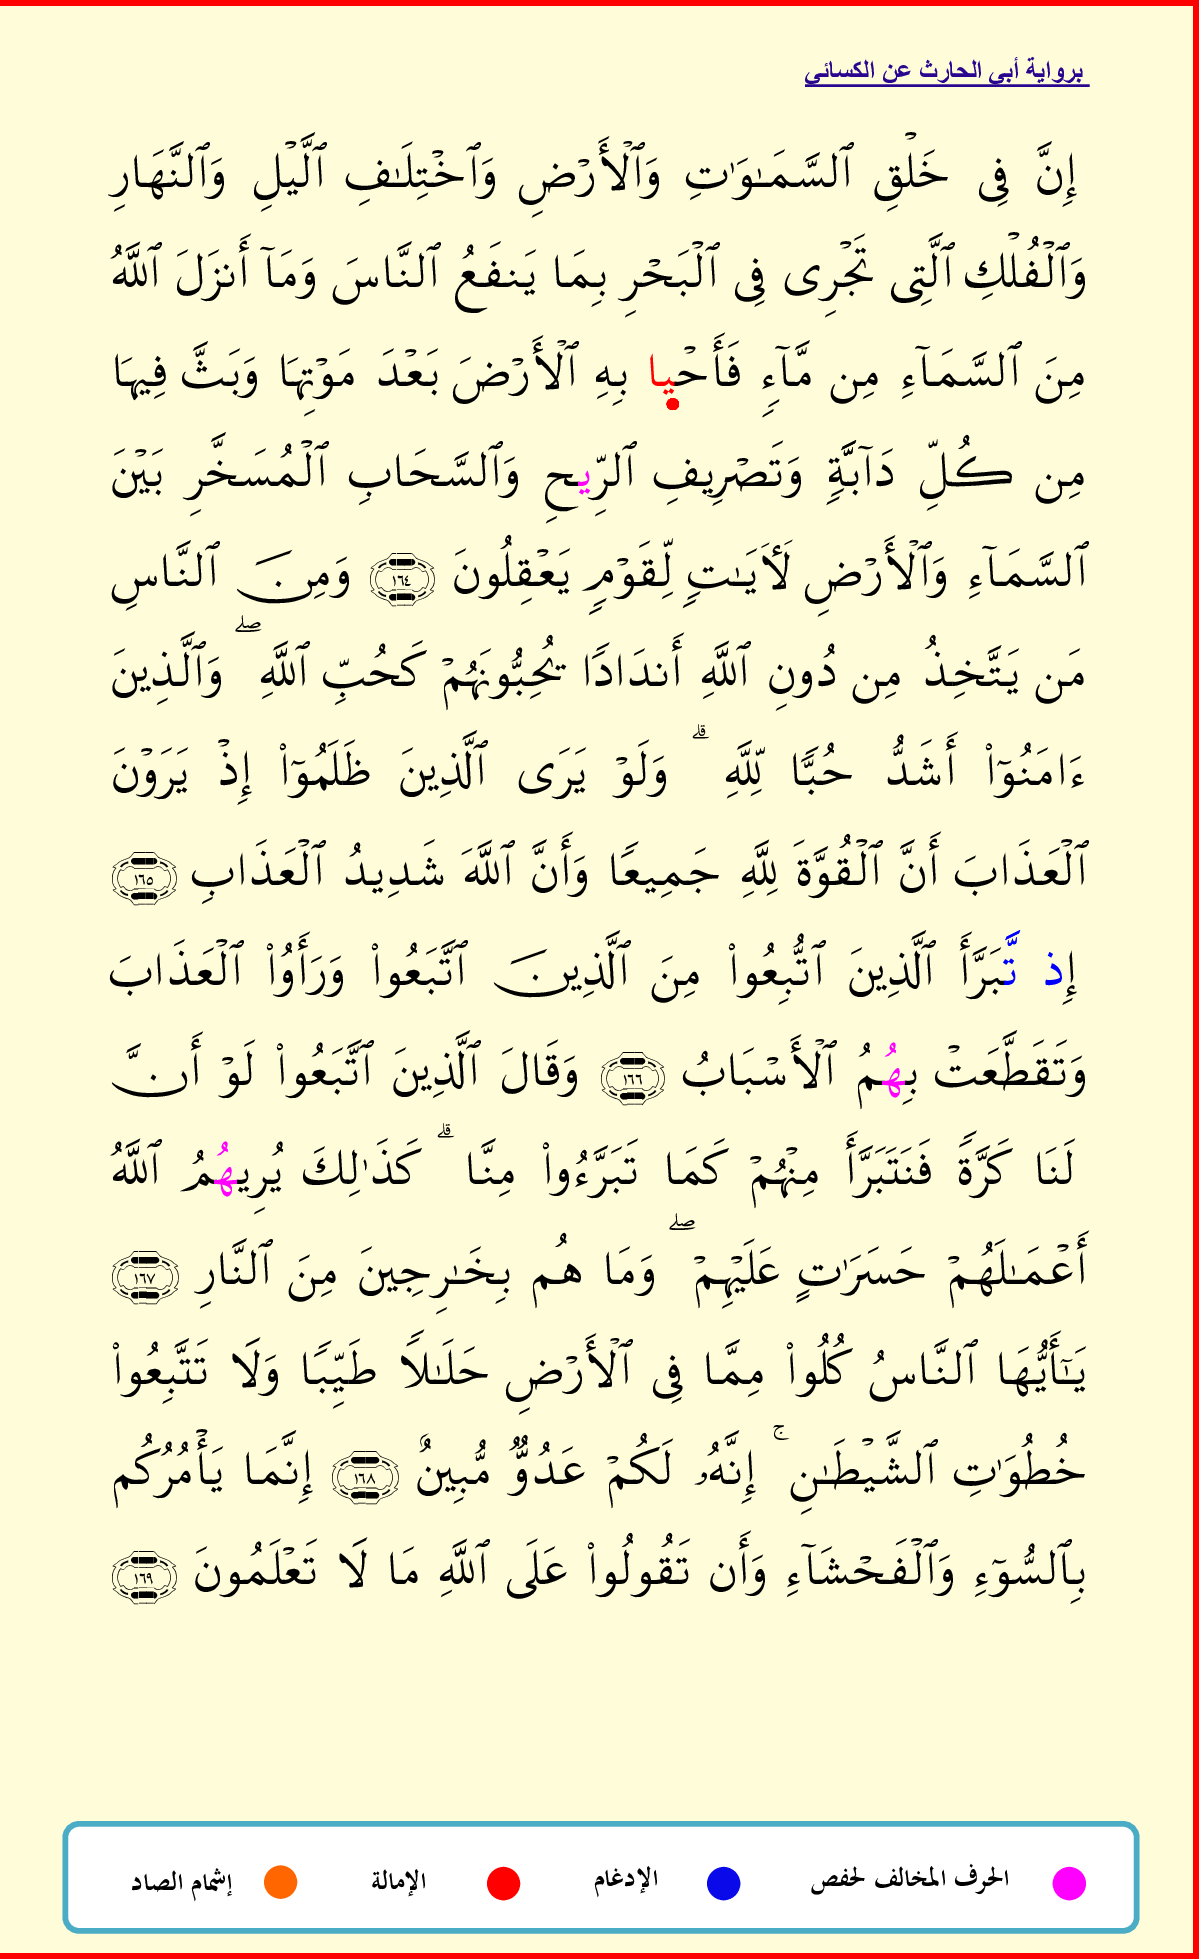 برواية أبي الحارث عن الكسائي
إِنَّ فِى خَلْقِ ٱلسَّمَـٰوَٰتِ وَٱلْأَرْضِ وَٱخْتِلَـٰفِ ٱلَّيْلِ وَٱلنَّهَارِ
وَٱلْفُلْكِ ٱلَّتِى تَجْرِى فِى ٱلْبَحْرِ بِمَا يَنفَعُ ٱلنَّاسَ وَمَآ أَنزَلَ ٱللَّهُ
مِنَ ٱلسَّمَآءِ مِن مَّآءٍ فَأَحْيا بِهِ ٱلْأَرْضَ بَعْدَ مَوْتِهَا وَبَثَّ فِيهَا
مِن كُلِّ دَآبَّةٍ وَتَصْرِيفِ ٱلرِّيحِ وَٱلسَّحَابِ ٱلْمُسَخَّرِ بَيْنَ
ٱلسَّمَآءِ وَٱلْأَرْضِ لَأَيَـٰتٍ لِّقَوْمٍ يَعْقِلُونَ ١٦٤ وَمِنَ ٱلنَّاسِ
مَن يَتَّخِذُ مِن دُونِ ٱللَّهِ أَندَادًا يُحِبُّونَهُمْ كَحُبِّ ٱللَّهِ ۖ وَٱلَّذِينَ
ءَامَنُوٓاْ أَشَدُّ حُبًّا لِّلَّهِ ۗ وَلَوْ يَرَى ٱلَّذِينَ ظَلَمُوٓاْ إِذْ يَرَوْنَ
ٱلْعَذَابَ أَنَّ ٱلْقُوَّةَ لِلَّهِ جَمِيعًا وَأَنَّ ٱللَّهَ شَدِيدُ ٱلْعَذَابِ ١٦٥
إِذ تَّبَرَّأَ ٱلَّذِينَ ٱتُّبِعُواْ مِنَ ٱلَّذِينَ ٱتَّبَعُواْ وَرَأَوُاْ ٱلْعَذَابَ
وَتَقَطَّعَتْ بِهُمُ ٱلْأَسْبَابُ ١٦٦ وَقَالَ ٱلَّذِينَ ٱتَّبَعُواْ لَوْ أَنَّ
لَنَا كَرَّةً فَنَتَبَرَّأَ مِنْهُمْ كَمَا تَبَرَّءُواْ مِنَّا ۗ كَذَٰلِكَ يُرِيهُمُ ٱللَّهُ
أَعْمَـٰلَهُمْ حَسَرَٰتٍ عَلَيْهِمْ ۖ وَمَا هُم بِخَـٰرِجِينَ مِنَ ٱلنَّارِ ١٦٧
يَـٰٓأَيُّهَا ٱلنَّاسُ كُلُواْ مِمَّا فِى ٱلْأَرْضِ حَلَـٰلًا طَيِّبًا وَلَا تَتَّبِعُواْ
خُطُوَٰتِ ٱلشَّيْطَـٰنِ ۚ إِنَّهُۥ لَكُمْ عَدُوٌّ مُّبِينٌ ١٦٨ إِنَّمَا يَأْمُرُكُم
بِٱلسُّوٓءِ وَٱلْفَحْشَآءِ وَأَن تَقُولُواْ عَلَى ٱللَّهِ مَا لَا تَعْلَمُونَ ١٦٩
الحرف المخالف لحفص الإدغام الإمالة إشمام الصاد